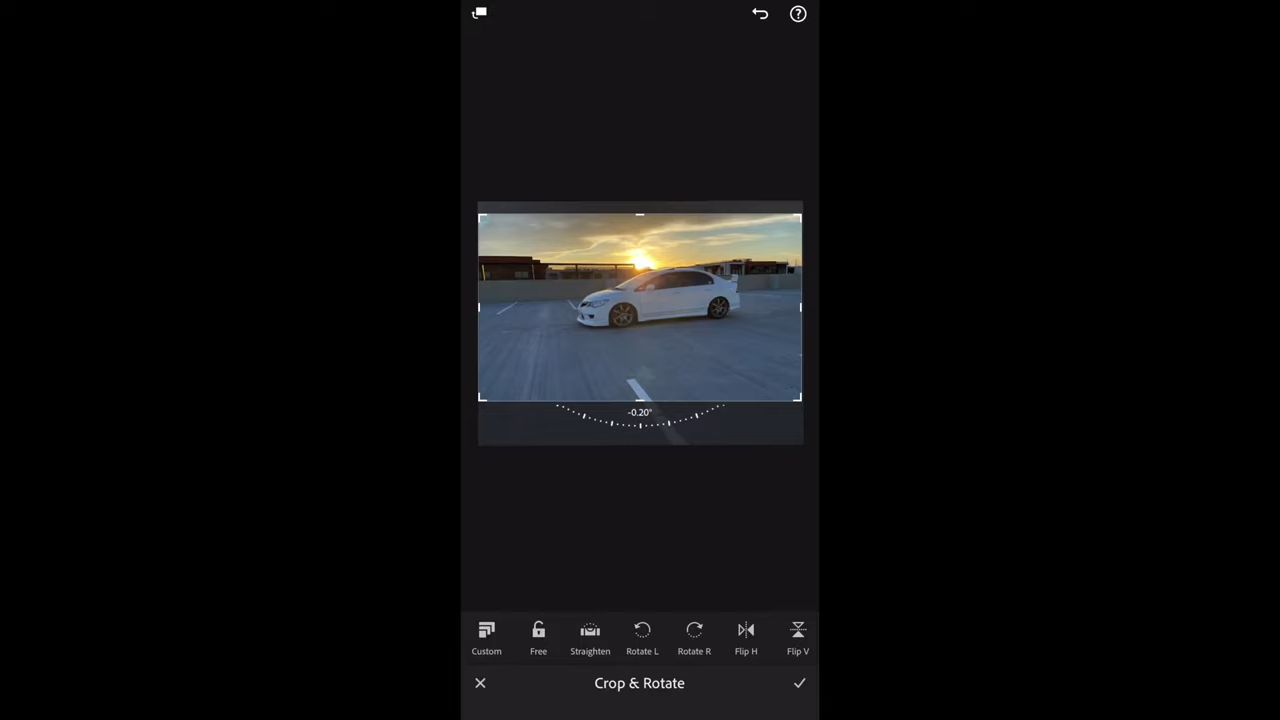 -0.20°
Custom Free Straighten Rotate L Rotate R Flip H Flip V
Crop & Rotate